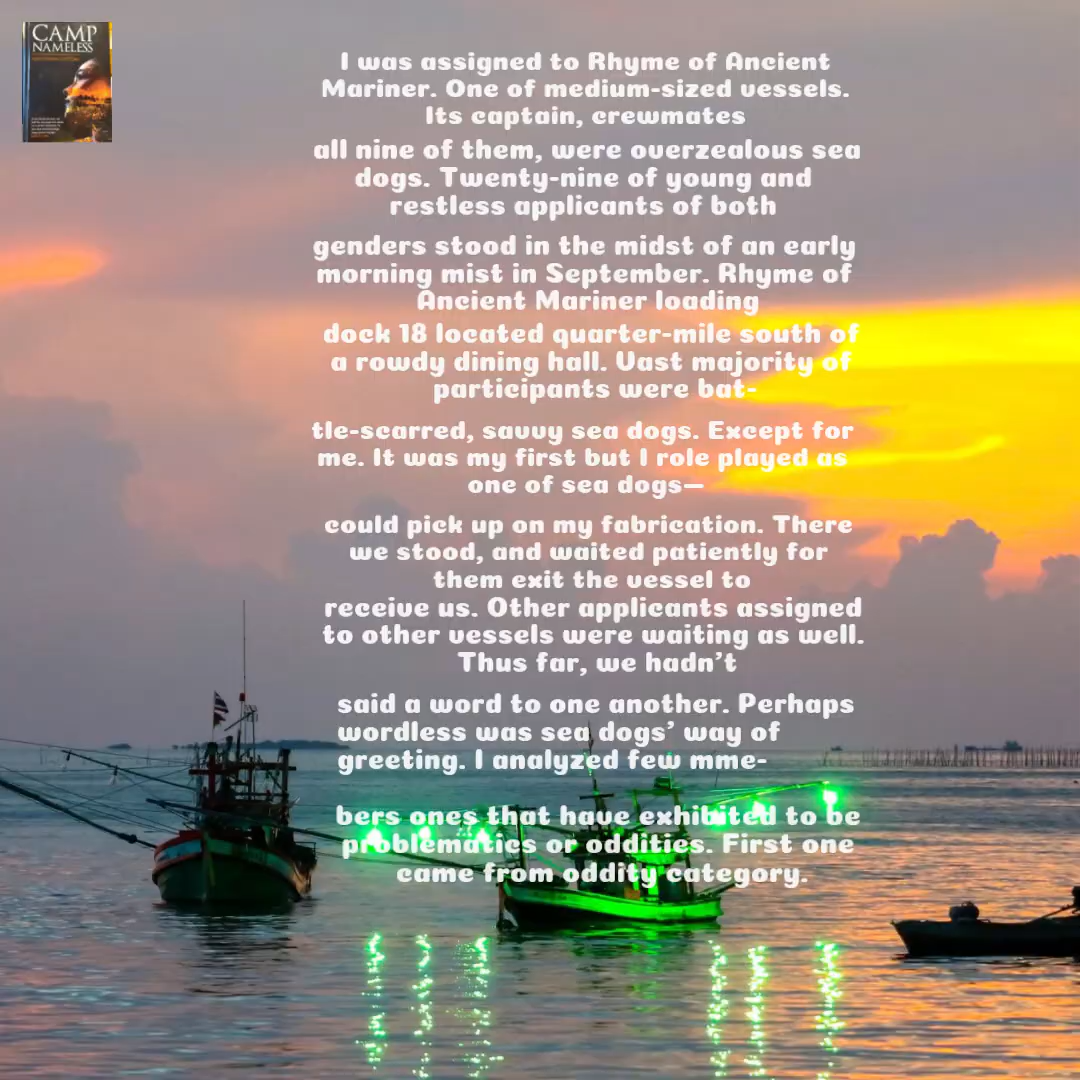 CAMP
NAMELESS
I was assigned to Rhyme of Ancient
Mariner. One of medium-sized vessels.
Its captain, crewmates
all nine of them, were overzealous sea
dogs. Twenty-nine of young and
restless applicants of both
genders stood in the midst of an early
morning mist in September. Rhyme of
Ancient Mariner loading
dock 18 located quarter-mile south of
a rowdy dining hall. Vast majority of
participants were bat-
tle-scarred, savvy sea dogs. Except for
me. It was my first but I role played as
one of sea dogs—
could pick up on my fabrication. There
we stood, and waited patiently for
them exit the vessel to
receive us. Other applicants assigned
to other vessels were waiting as well.
Thus far, we hadn’t
said a word to one another. Perhaps
wordless was sea dogs’ way of
greeting. I analyzed few mme-
bers ones that have exhibited to be
problematics or oddities. First one
came from oddity category.